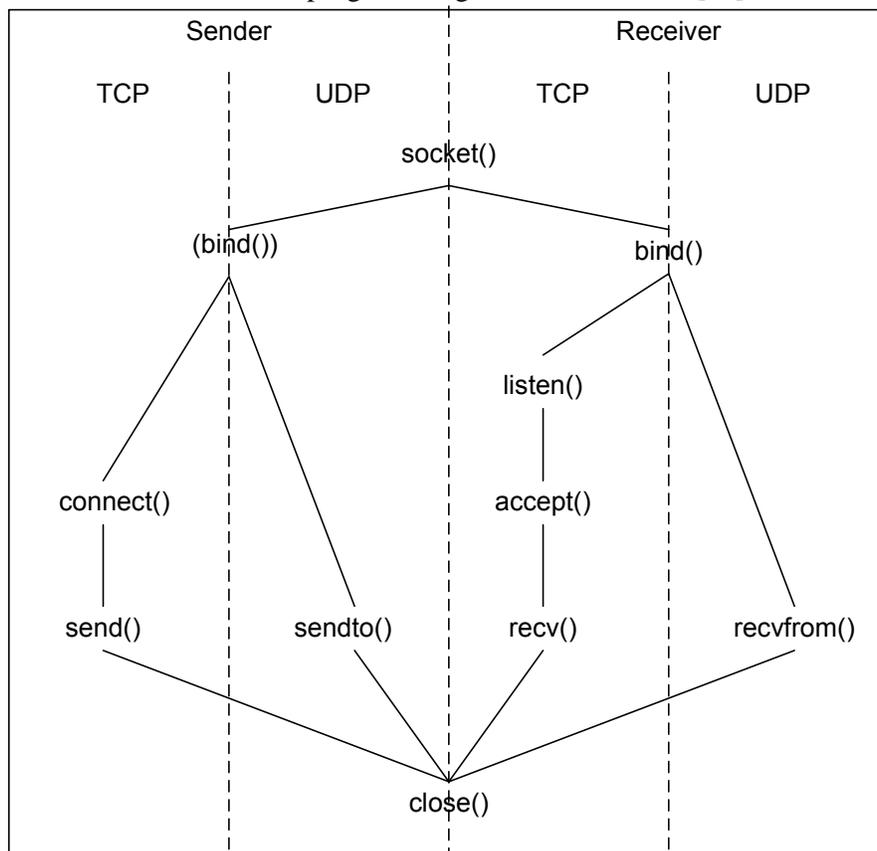 Sender Receiver
TCP UDP TCP UDP
socket()
(bind()) bind()
listen()
connect() accept()
send() sendto() recv() recvfrom()
close()